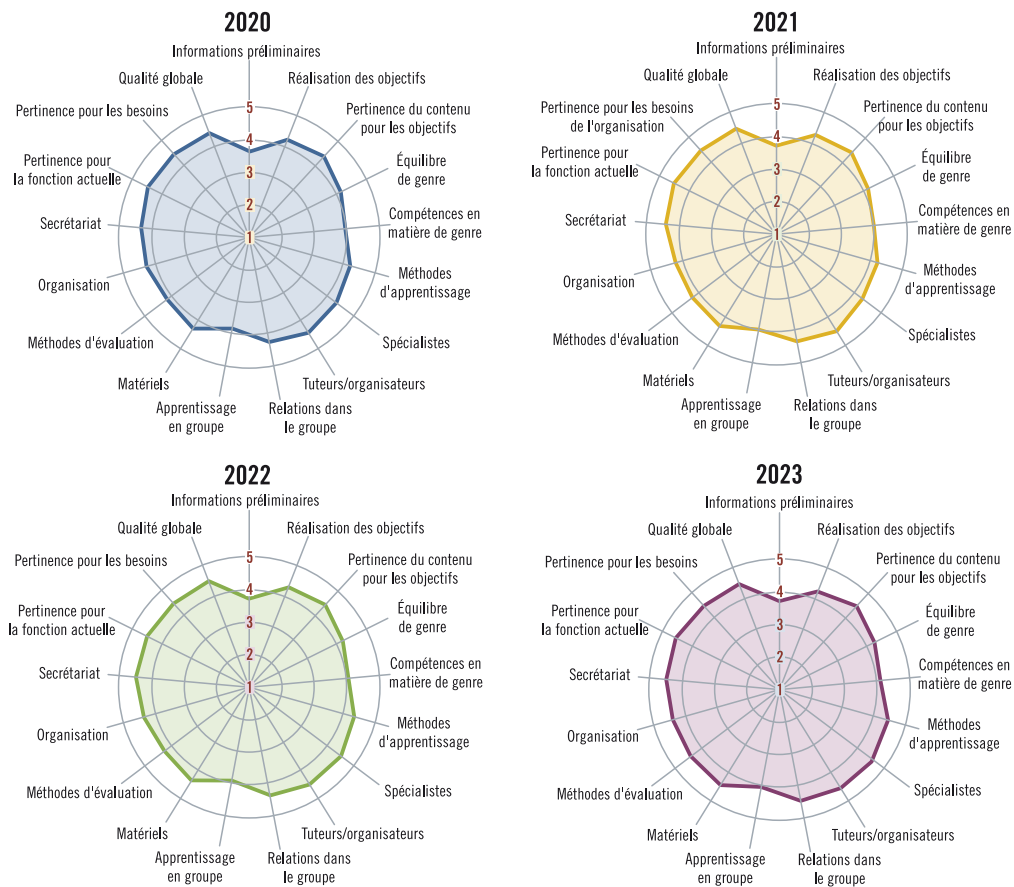 2020
Informations préliminaires
Qualité globale
Réalisation des objectifs
Pertinence pour les besoins
Pertinence du contenu
pour les objectifs
Pertinence pour
la fonction actuelle
Équilibre
de genre
Secrétariat
Compétences en
matière de genre
Organisation
Méthodes
d'apprentissage
Méthodes d'évaluation
Spécialistes
Matériels
Tuteurs/organisateurs
Apprentissage
en groupe
Relations dans
le groupe
5
4
3
2
1
2021
Informations préliminaires
Qualité globale
Réalisation des objectifs
Pertinence pour les besoins
de l'organisation
Pertinence du contenu
pour les objectifs
Pertinence pour
la fonction actuelle
Équilibre
de genre
Secrétariat
Compétences en
matière de genre
Organisation
Méthodes
d'apprentissage
Méthodes d'évaluation
Spécialistes
Matériels
Tuteurs/organisateurs
Apprentissage
en groupe
Relations dans
le groupe
5
4
3
2
1
2022
Informations préliminaires
Qualité globale
Réalisation des objectifs
Pertinence pour les besoins
Pertinence du contenu
pour les objectifs
Pertinence pour
la fonction actuelle
Équilibre
de genre
Secrétariat
Compétences en
matière de genre
Organisation
Méthodes
d'apprentissage
Méthodes d'évaluation
Spécialistes
Matériels
Tuteurs/organisateurs
Apprentissage
en groupe
Relations dans
le groupe
5
4
3
2
1
2023
Informations préliminaires
Qualité globale
Réalisation des objectifs
Pertinence pour les besoins
Pertinence du contenu
pour les objectifs
Pertinence pour
la fonction actuelle
Équilibre
de genre
Secrétariat
Compétences en
matière de genre
Organisation
Méthodes
d'apprentissage
Méthodes d'évaluation
Spécialistes
Matériels
Tuteurs/organisateurs
Apprentissage
en groupe
Relations dans
le groupe
5
4
3
2
1